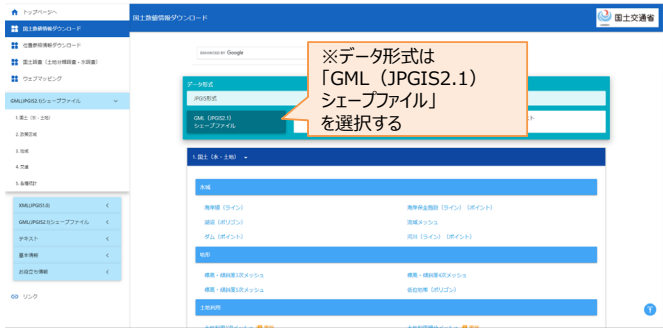 トップページへ
国土数値情報ダウンロード
位置参照情報ダウンロード
国土調査（土地分類調査・水調査）
ウェブマッピング
GML(JPGIS2.1)シェープファイル
1.国土（水・土地）
2.政策区域
3.地域
4.交通
5.各種統計
XML(JPGIS1.0)
GML(JPGIS2.1)シェープファイル
テキスト
基本情報
お役立ち情報
リンク
国土数値情報ダウンロード
国土交通省
ENHANCED BY Google
※データ形式は
「GML（JPGIS2.1）
シェープファイル」
を選択する
データ形式
JPGIS形式
GML（JPGIS2.1）
シェープファイル
1.国土（水・土地）
水域
海岸線（ライン）
海岸保全施設（ライン）（ポイント）
湖沼（ポリゴン）
流域メッシュ
ダム（ポイント）
河川（ライン）（ポイント）
地形
標高・傾斜度3次メッシュ
標高・傾斜度4次メッシュ
標高・傾斜度5次メッシュ
低位地帯（ポリゴン）
土地利用